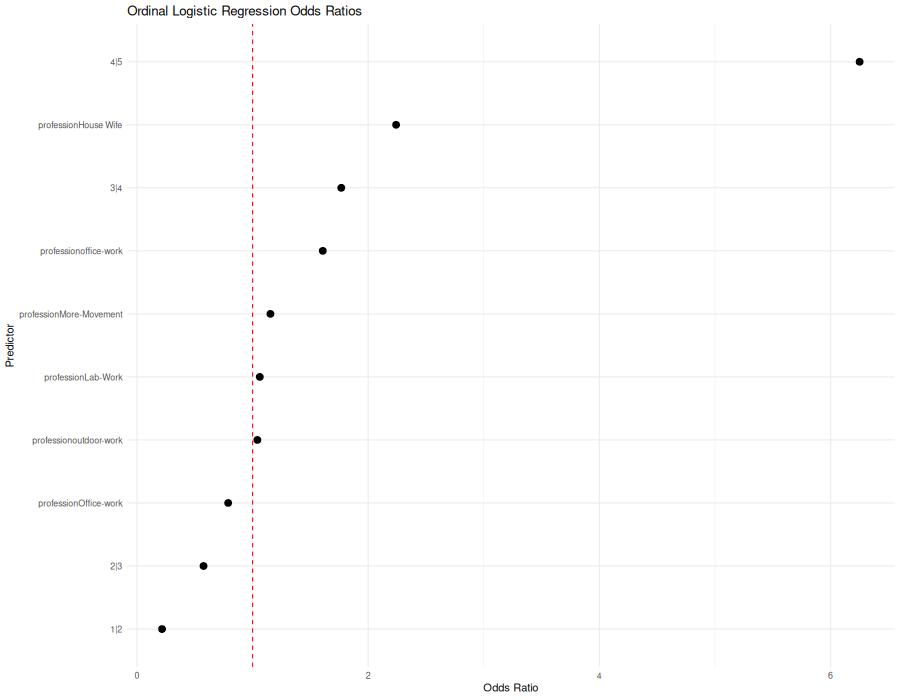 Ordinal Logistic Regression Odds Ratios
4|5
professionHouse Wife
3|4
professionoffice-work
professionMore-Movement
professionLab-Work
professionoutdoor-work
professionOffice-work
2|3
1|2
Predictor
0 2 4 6
Odds Ratio